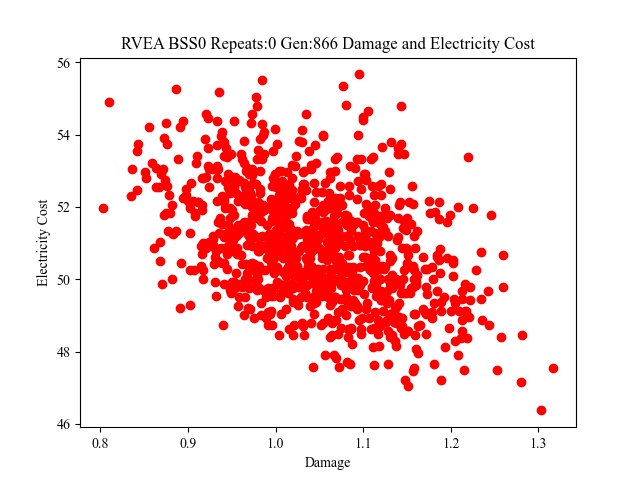 RVEA BSS0 Repeats:0 Gen:866 Damage and Electricity Cost
56
54
52
50
48
46
Electricity Cost
0.8 0.9 1.0 1.1 1.2 1.3
Damage